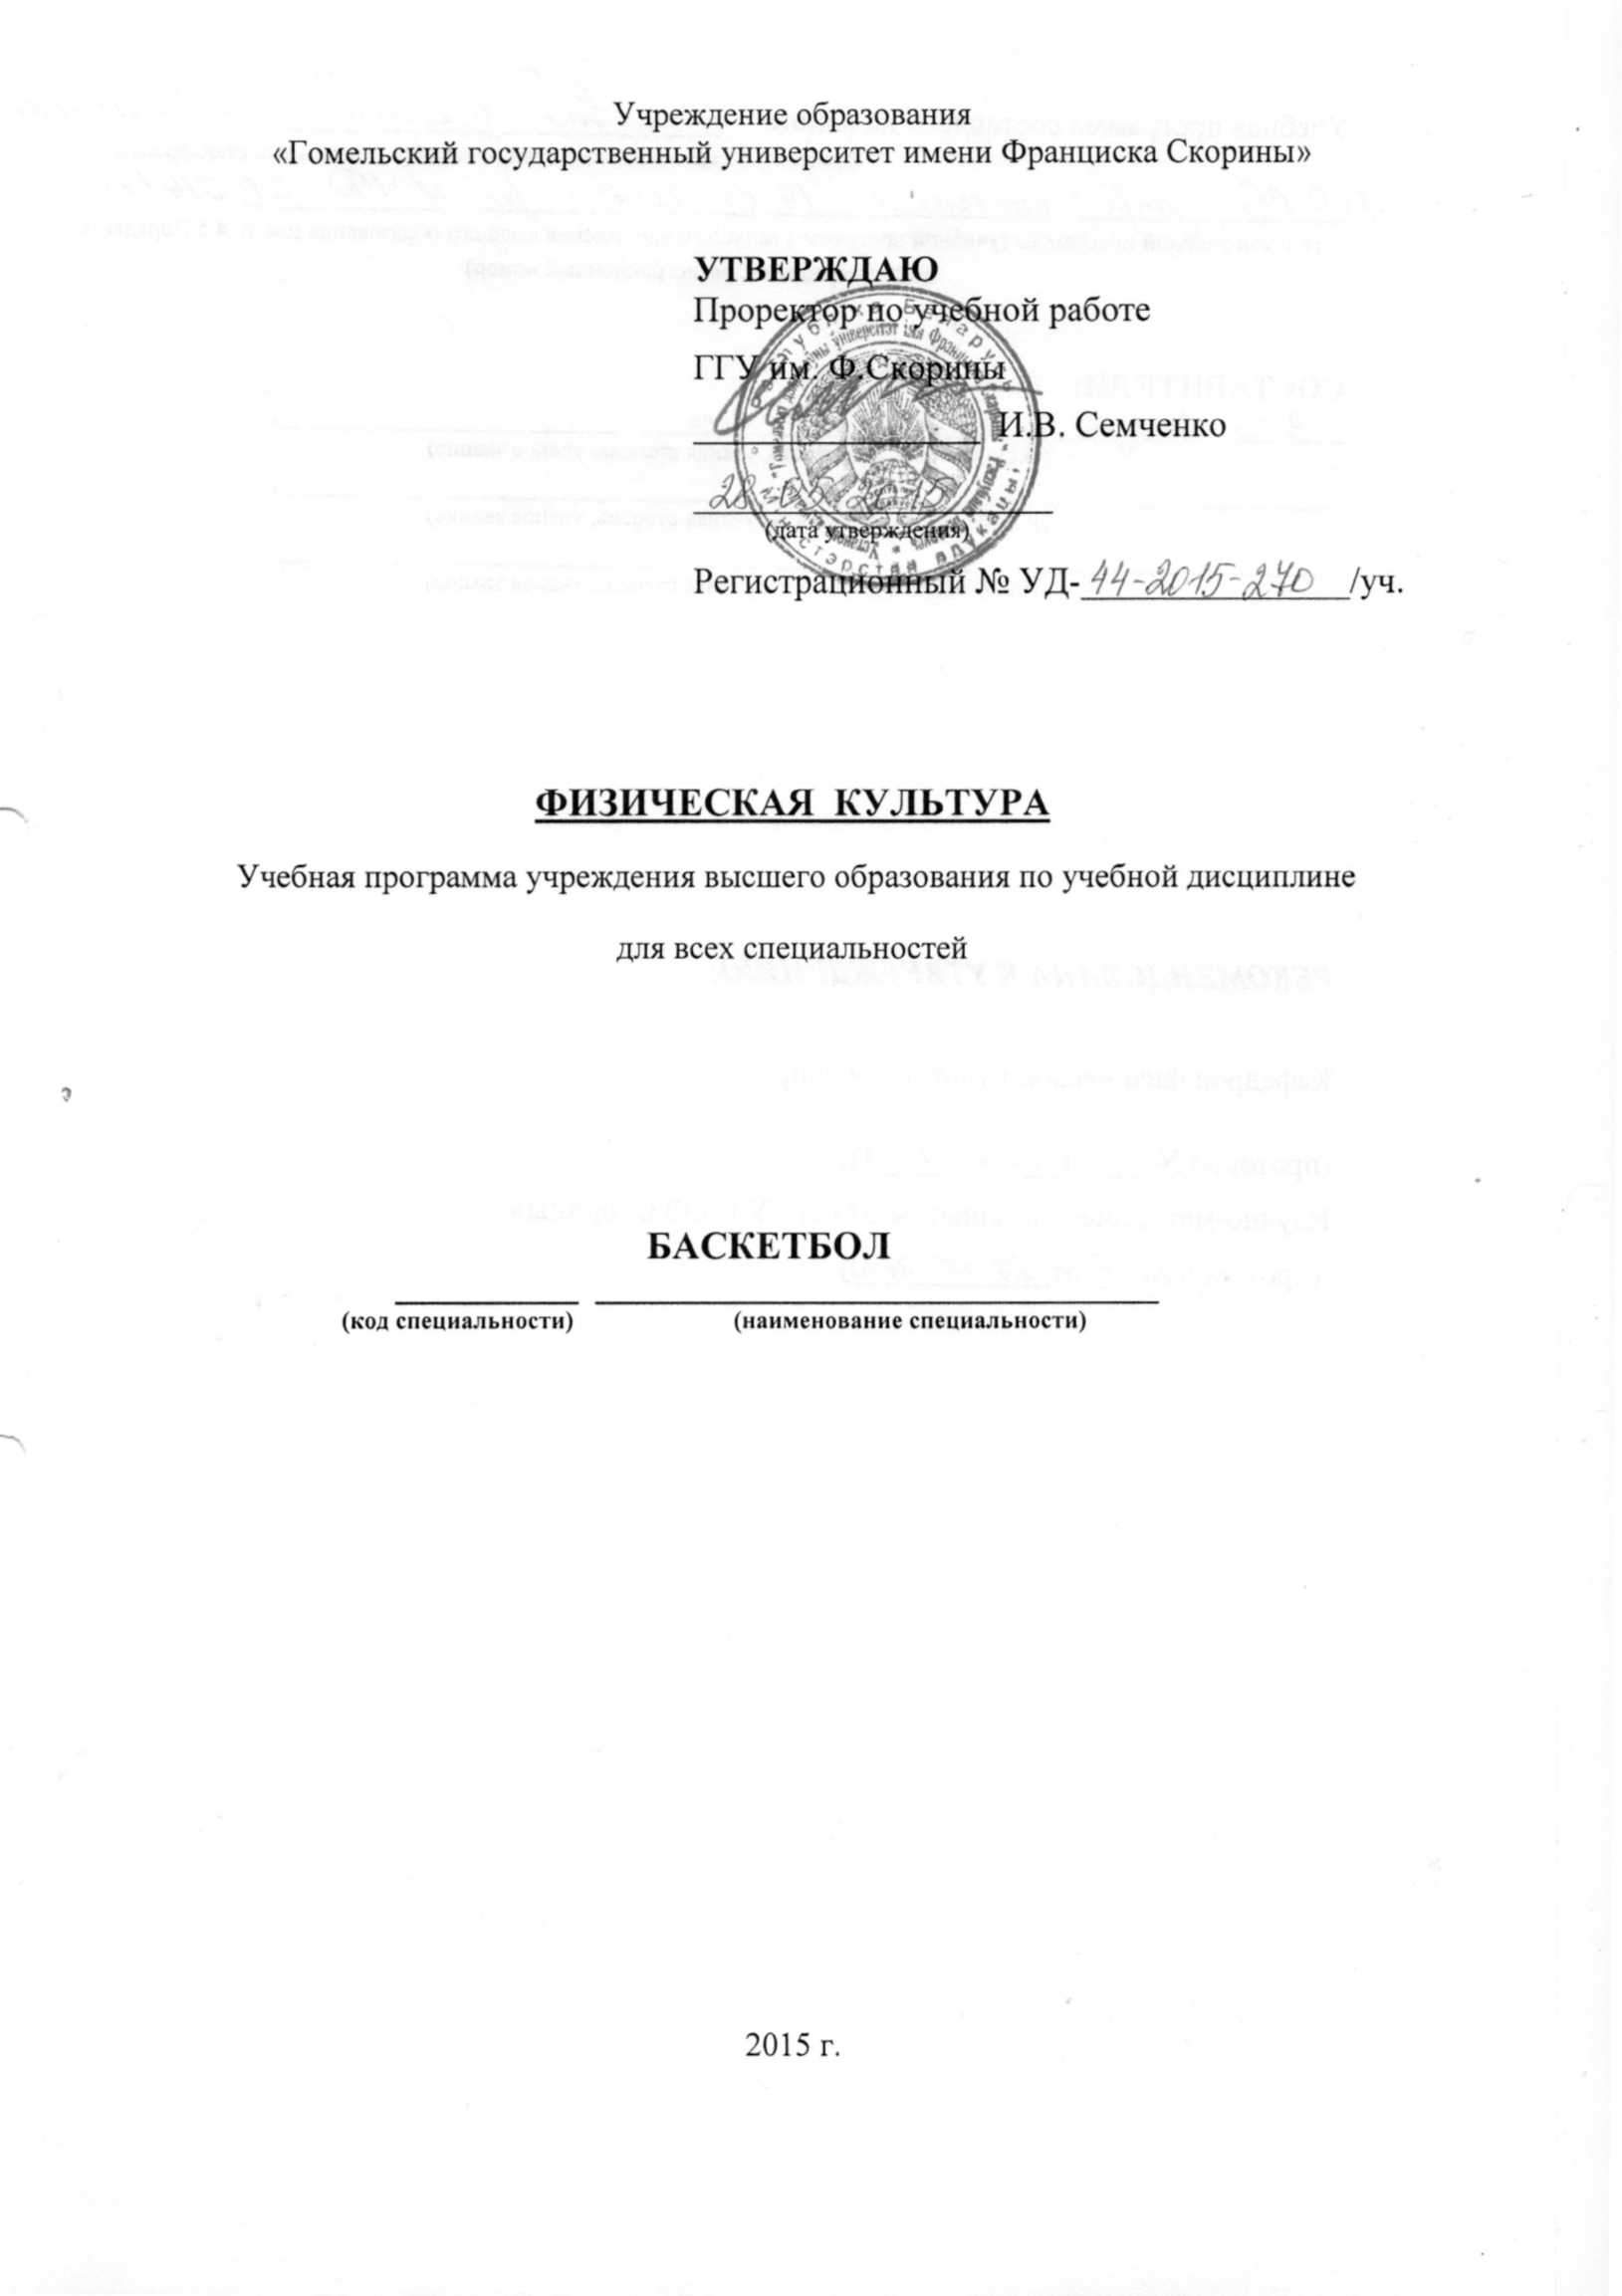 Учреждение образования
«Гомельский государственный университет имени Франциска Скорины»
УТВЕРЖДАЮ
Проректор по учебной работе
ГГУ им. Ф.Скорины
И.В. Семченко
28 05 2015
(дата утверждения)
Регистрационный № УД-44-2015-270/уч.
ФИЗИЧЕСКАЯ КУЛЬТУРА
Учебная программа учреждения высшего образования по учебной дисциплине
для всех специальностей
БАСКЕТБОЛ
(код специальности) (наименование специальности)
2015 г.